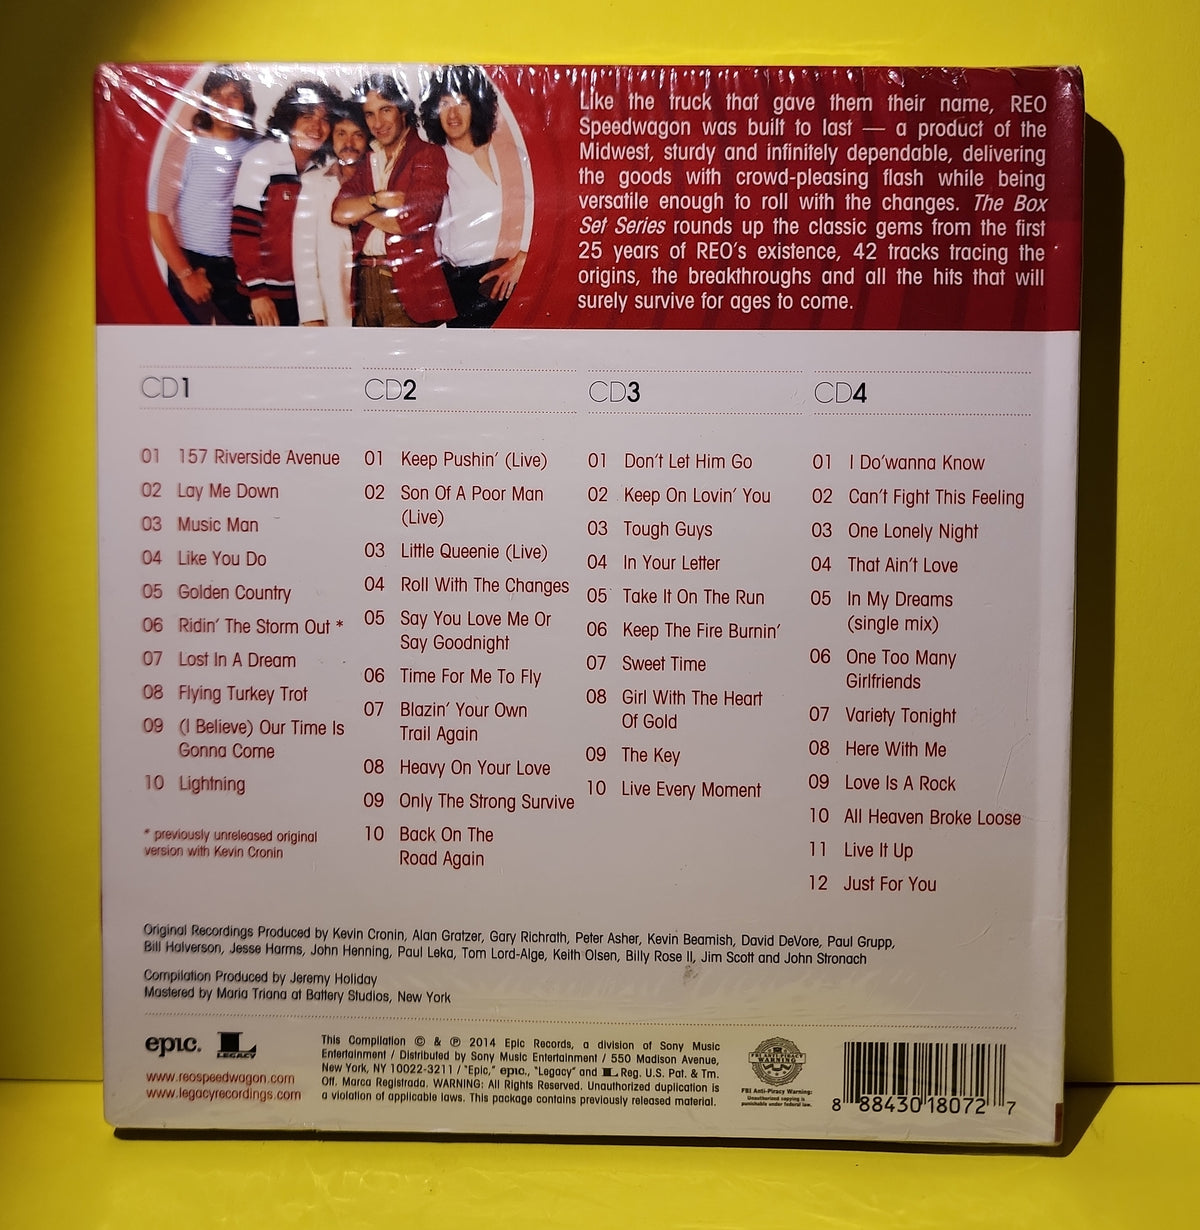 Like the truck that gave them their name, REO
Speedwagon was built to last — a product of the
Midwest, sturdy and infinitely dependable, delivering
the goods with crowd-pleasing flash while being
versatile enough to roll with the changes. The Box
Set Series rounds up the classic gems from the first
25 years of REO's existence, 42 tracks tracing the
origins, the breakthroughs and all the hits that will
surely survive for ages to come.
CD1
01 157 Riverside Avenue
02 Lay Me Down
03 Music Man
04 Like You Do
05 Golden Country
06 Ridin' The Storm Out *
07 Lost In A Dream
08 Flying Turkey Trot
09 (I Believe) Our Time Is
Gonna Come
10 Lightning
* previously unreleased original
version with Kevin Cronin
CD2
01 Keep Pushin' (Live)
02 Son Of A Poor Man
(Live)
03 Little Queenie (Live)
04 Roll With The Changes
05 Say You Love Me Or
Say Goodnight
06 Time For Me To Fly
07 Blazin' Your Own
Trail Again
08 Heavy On Your Love
09 Only The Strong Survive
10 Back On The
Road Again
CD3
01 Don't Let Him Go
02 Keep On Lovin' You
03 Tough Guys
04 In Your Letter
05 Take It On The Run
06 Keep The Fire Burnin'
07 Sweet Time
08 Girl With The Heart
Of Gold
09 The Key
10 Live Every Moment
CD4
01 I Do'wanna Know
02 Can't Fight This Feeling
03 One Lonely Night
04 That Ain't Love
05 In My Dreams
(single mix)
06 One Too Many
Girlfriends
07 Variety Tonight
08 Here With Me
09 Love Is A Rock
10 All Heaven Broke Loose
11 Live It Up
12 Just For You
Original Recordings Produced by Kevin Cronin, Alan Gratzer, Gary Richrath, Peter Asher, Kevin Beamish, David DeVore, Paul Grupp,
Bill Halverson, Jesse Harms, John Henning, Paul Leka, Tom Lord-Alge, Keith Olsen, Billy Rose II, Jim Scott and John Stronach
Compilation Produced by Jeremy Holiday
Mastered by Maria Triana at Battery Studios, New York
epic. L LEGACY
www.reospeedwagon.com
www.legacyrecordings.com
This Compilation © & ℗ 2014 Epic Records, a division of Sony Music
Entertainment / Distributed by Sony Music Entertainment / 550 Madison Avenue,
New York, NY 10022-3211 / "Epic," epic., "Legacy" and L Reg. U.S. Pat. & Tm.
Off. Marca Registrada. WARNING: All Rights Reserved. Unauthorized duplication is
a violation of applicable laws. This package contains previously released material.
FBI ANTI-PIRACY
WARNING
FBI Anti-Piracy Warning:
Unauthorized copying is
punishable under federal law.
8 88430 18072 7